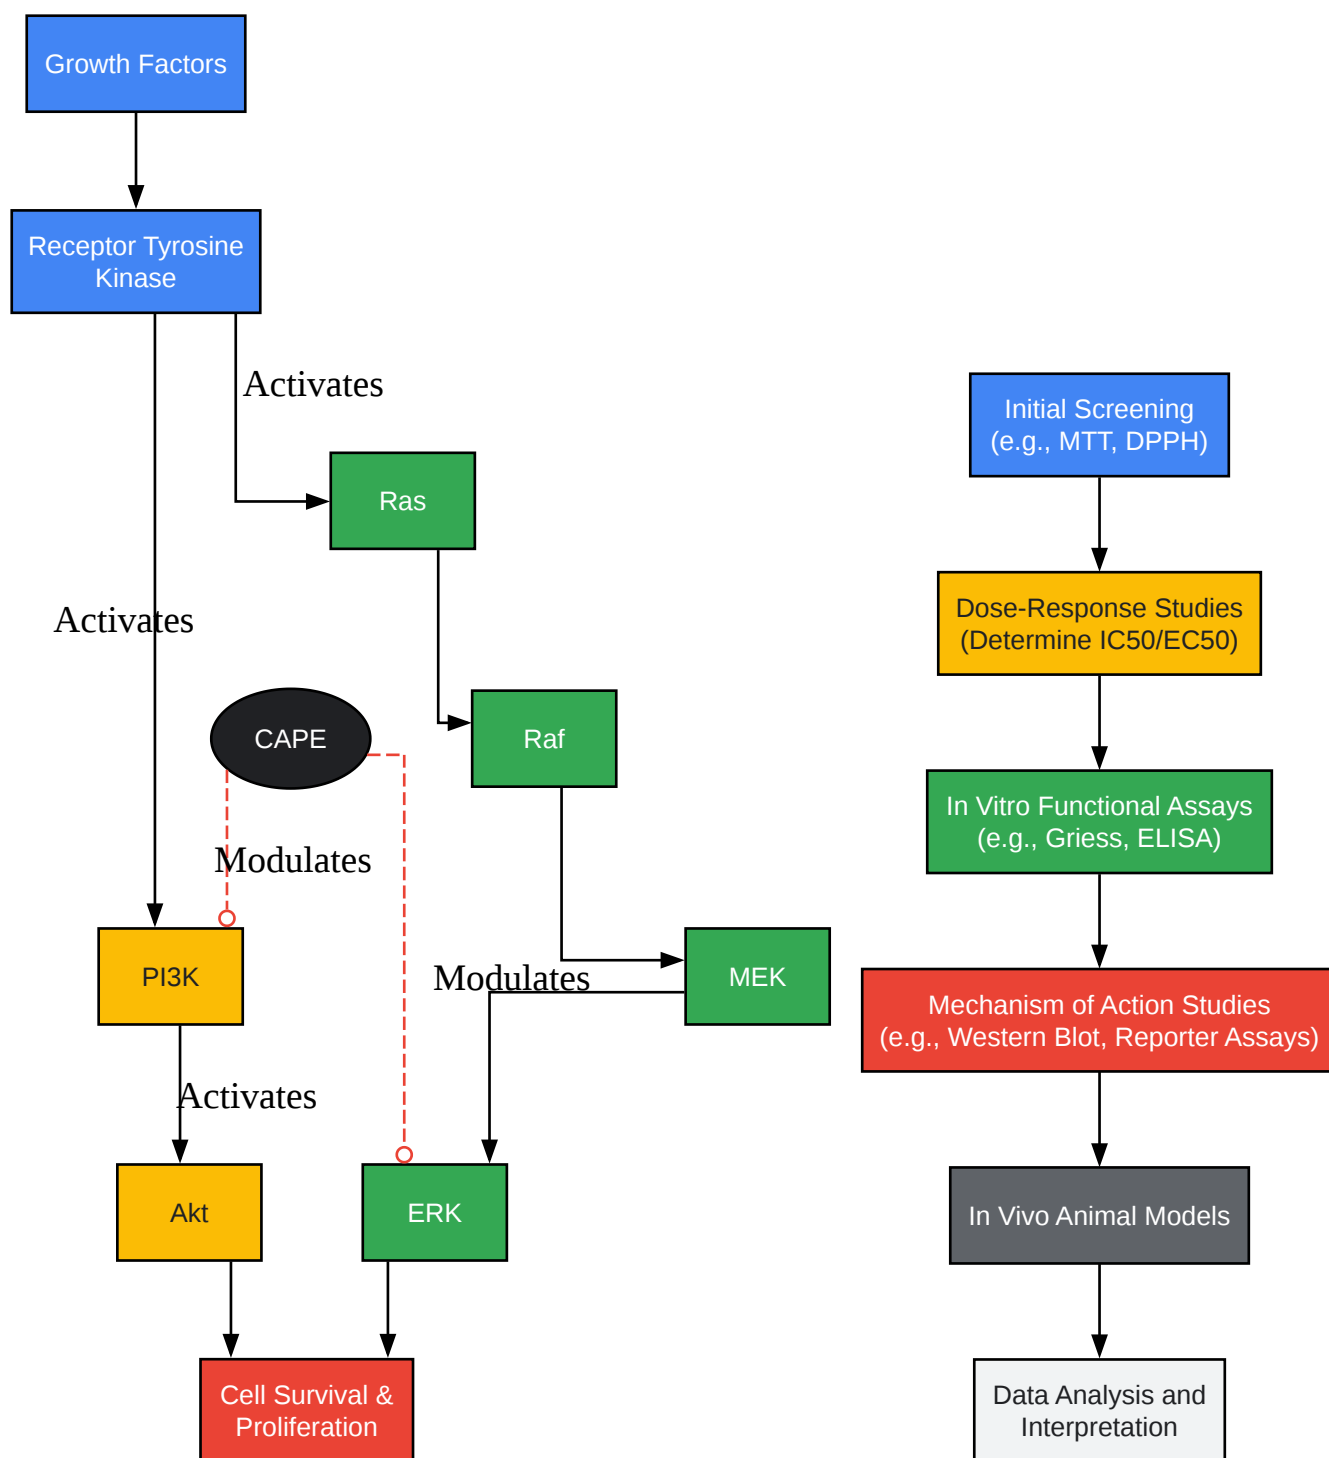 Growth Factors
Receptor Tyrosine
Kinase
Activates
Ras
Activates
CAPE
Raf
Modulates
PI3K
Modulates
MEK
Activates
Akt
ERK
Cell Survival &
Proliferation
Initial Screening
(e.g., MTT, DPPH)
Dose-Response Studies
(Determine IC50/EC50)
In Vitro Functional Assays
(e.g., Griess, ELISA)
Mechanism of Action Studies
(e.g., Western Blot, Reporter Assays)
In Vivo Animal Models
Data Analysis and
Interpretation